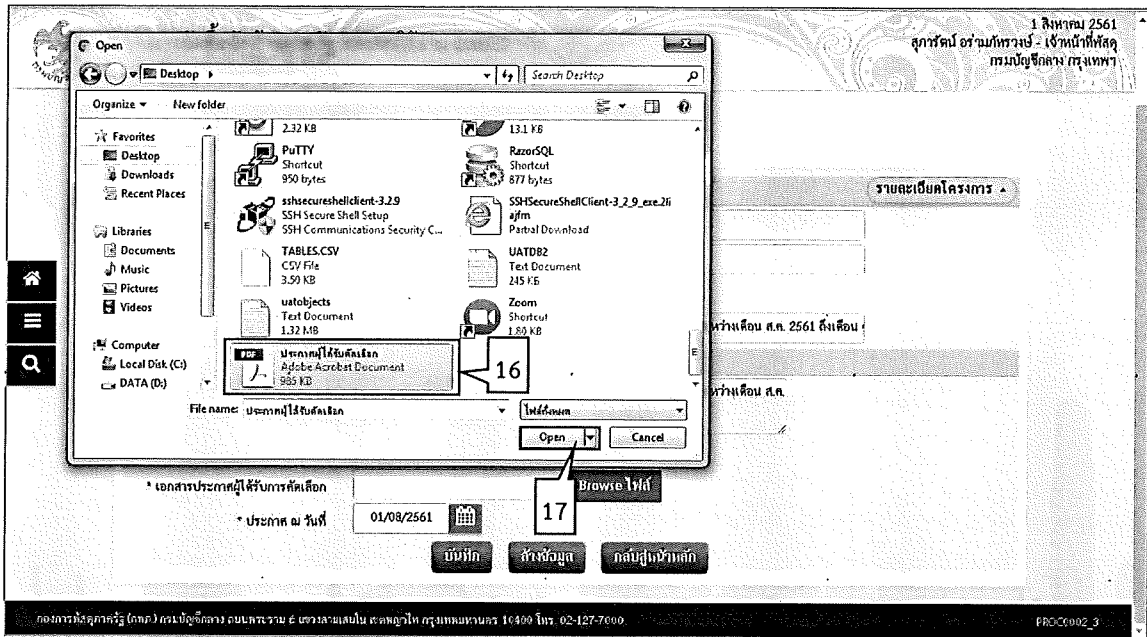 1 สิงหาคม 2561
สุภารัตน์ อร่ามภัทรวงษ์ - เจ้าหน้าที่พัสดุ
กรมบัญชีกลาง กรุงเทพฯ
Open
Desktop
Search Desktop
Organize
New folder
Favorites
Desktop
Downloads
Recent Places
Libraries
Documents
Music
Pictures
Videos
Computer
Local Disk (C:)
DATA (D:)
2.32 KB
13.1 KB
PuTTY
Shortcut
950 bytes
RazorSQL
Shortcut
877 bytes
sshsecureshellclient-3.2.9
SSH Secure Shell Setup
SSH Communications Security C...
SSHSecureShellClient-3_2_9_exe.2li
ajfm
Partial Download
TABLES.CSV
CSV File
3.50 KB
UATDB2
Text Document
245 KB
uatobjects
Text Document
1.32 MB
Zoom
Shortcut
1.80 KB
PDF
ประกาศผู้ได้รับคัดเลือก
Adobe Acrobat Document
985 KB
16
File name: ประกาศผู้ได้รับคัดเลือก
ไฟล์ทั้งหมด
Open
Cancel
17
รายละเอียดโครงการ
หว่างเดือน ส.ค. 2561 ถึงเดือน
หว่างเดือน ส.ค.
* เอกสารประกาศผู้ได้รับการคัดเลือก
Browse ไฟล์
* ประกาศ ณ วันที่
01/08/2561
บันทึก
ล้างข้อมูล
กลับสู่หน้าหลัก
กองการพัสดุภาครัฐ (กพภ.) กรมบัญชีกลาง ถนนพระราม 6 แขวงสามเสนใน เขตพญาไท กรุงเทพมหานคร 10400 โทร. 02-127-7000
PROC0002_3